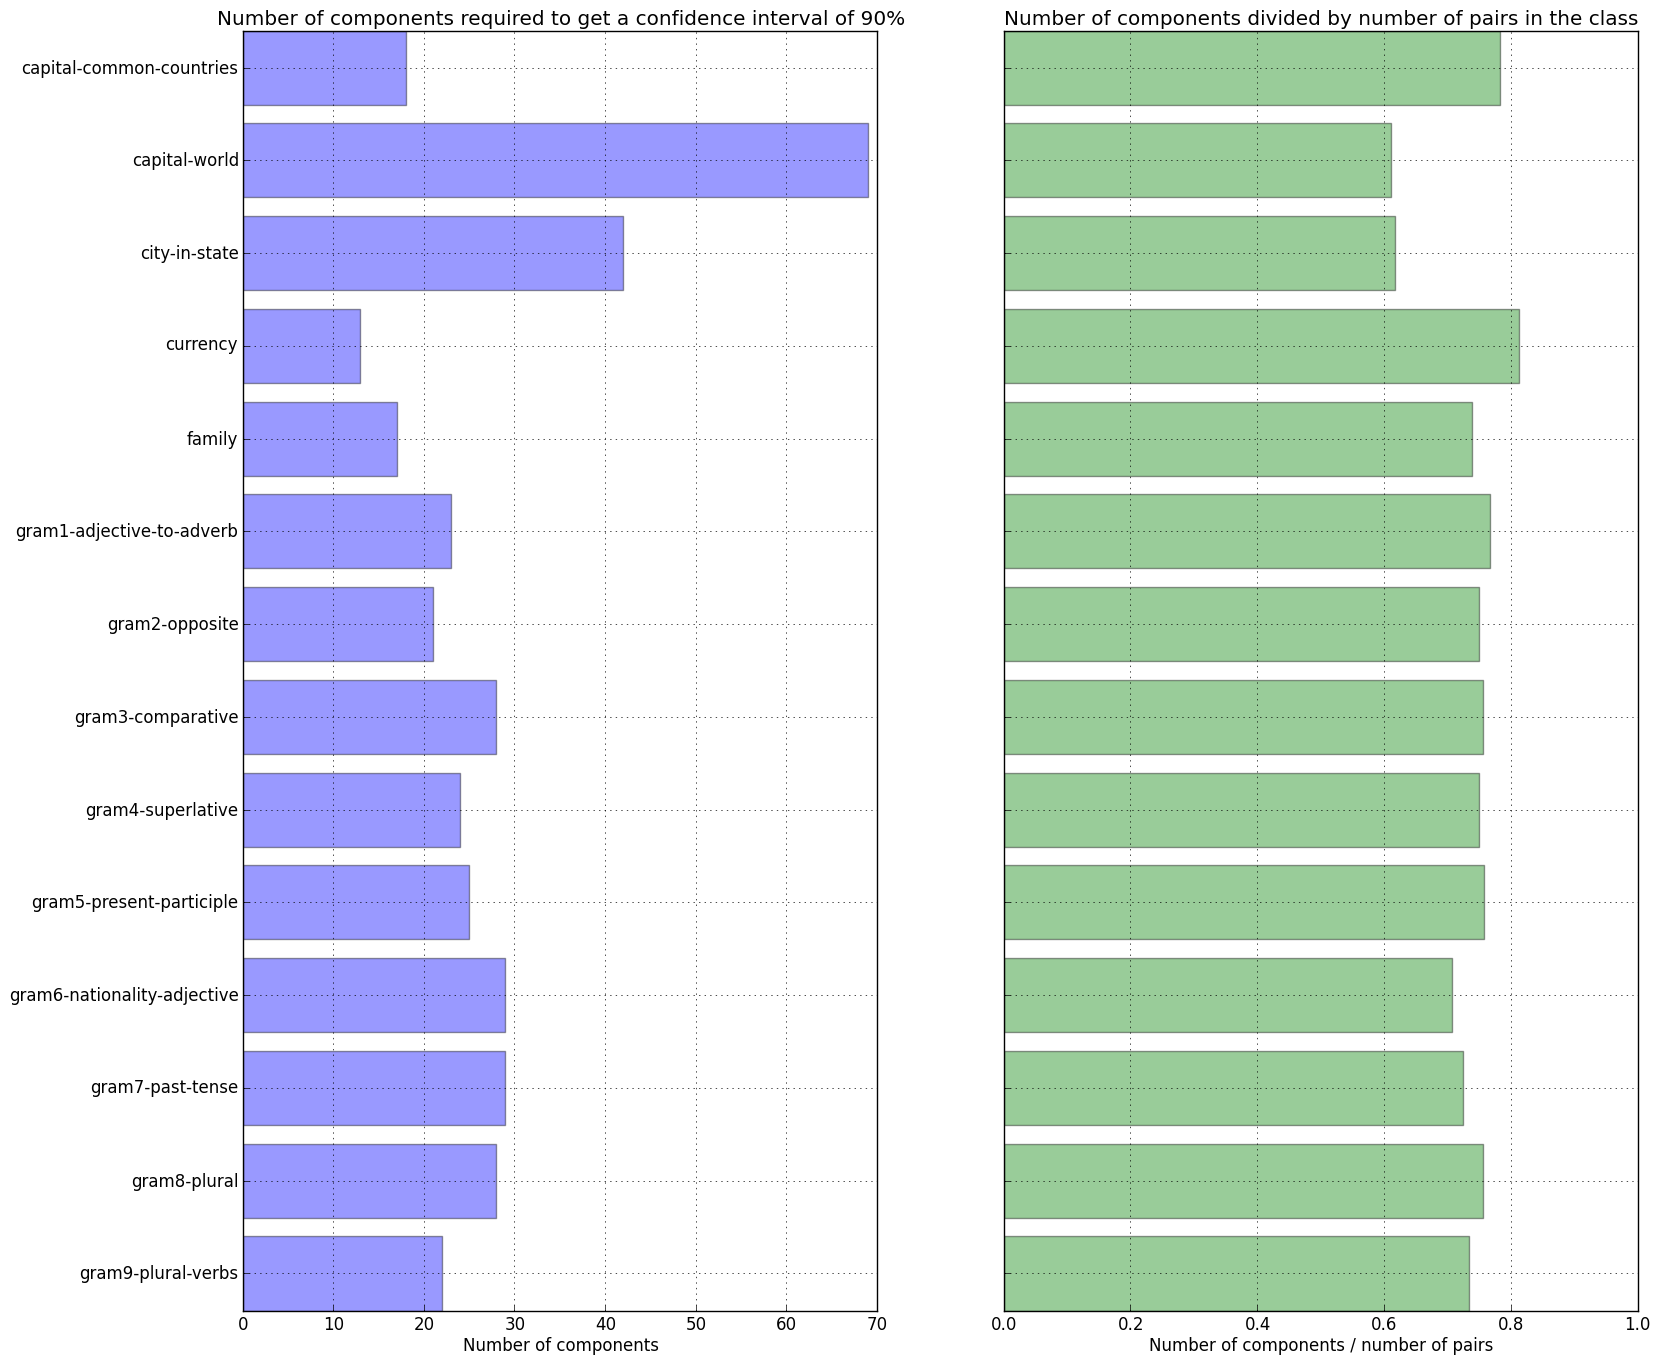 Number of components required to get a confidence interval of 90%
Number of components divided by number of pairs in the class
capital-common-countries
capital-world
city-in-state
currency
family
gram1-adjective-to-adverb
gram2-opposite
gram3-comparative
gram4-superlative
gram5-present-participle
gram6-nationality-adjective
gram7-past-tense
gram8-plural
gram9-plural-verbs
0 10 20 30 40 50 60 70
0.0 0.2 0.4 0.6 0.8 1.0
Number of components
Number of components / number of pairs